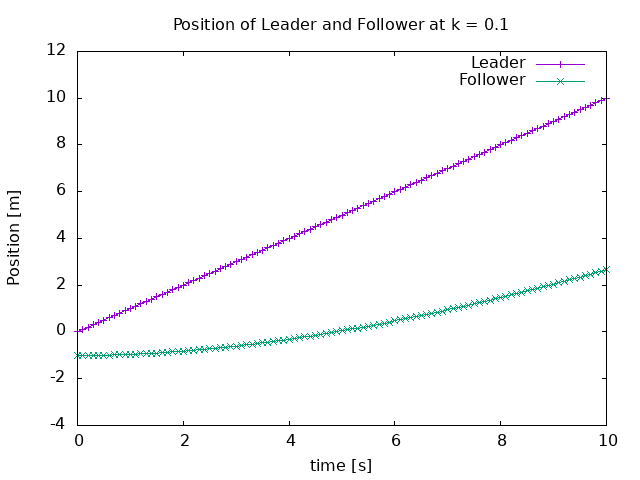 Position of Leader and Follower at k = 0.1
Leader
Follower
Position [m]
12
10
8
6
4
2
0
-2
-4
0 2 4 6 8 10
time [s]